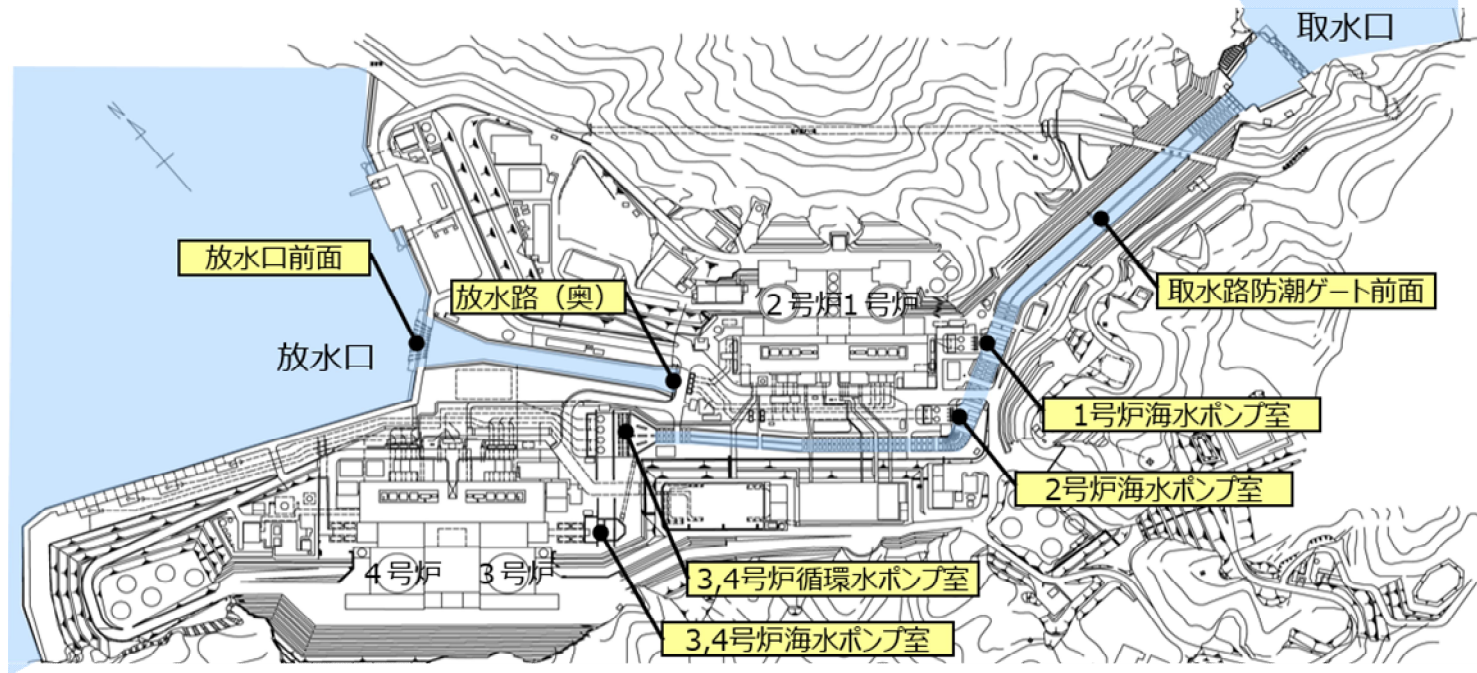 取水口
N
放水口前面
放水路（奥）
2号炉1号炉
取水路防潮ゲート前面
放水口
1号炉海水ポンプ室
2号炉海水ポンプ室
4号炉
3号炉
3,4号炉循環水ポンプ室
3,4号炉海水ポンプ室